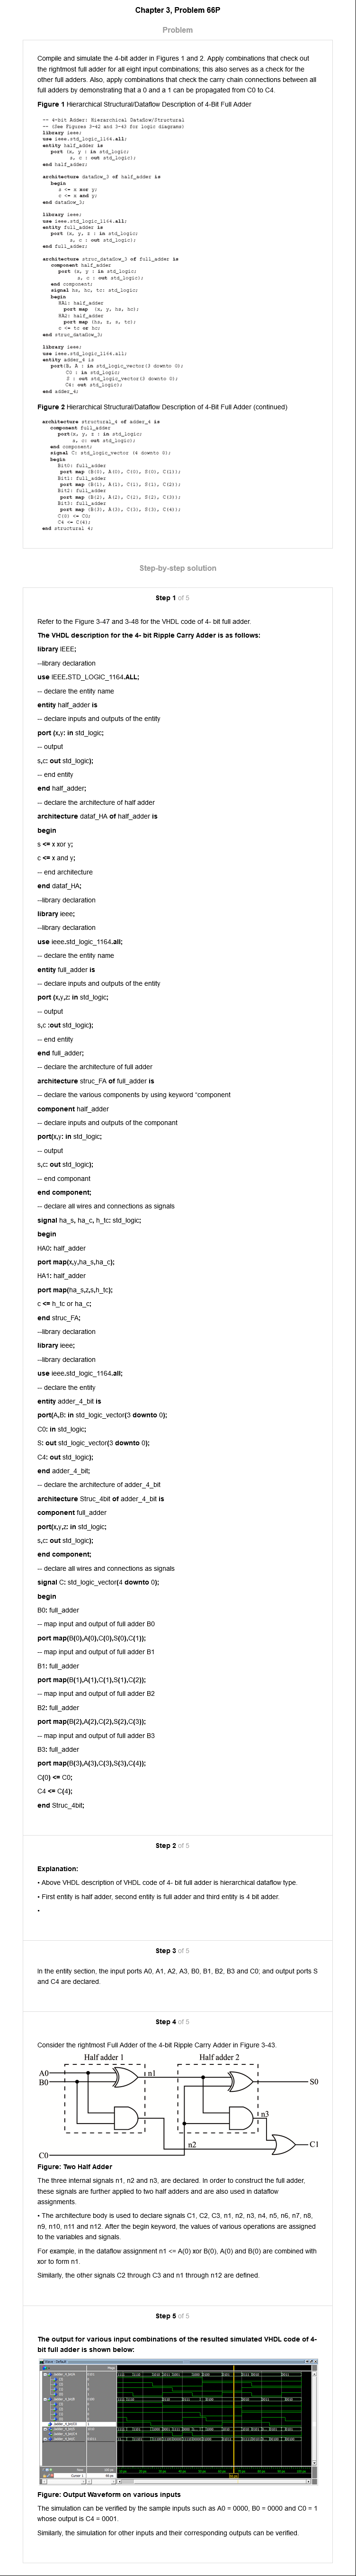 Chapter 3, Problem 66P
Problem
Compile and simulate the 4-bit adder in Figures 1 and 2. Apply combinations that check out
the rightmost full adder for all eight input combinations; this also serves as a check for the
other full adders. Also, apply combinations that check the carry chain connections between all
full adders by demonstrating that a 0 and a 1 can be propagated from C0 to C4.
Figure 1 Hierarchical Structural/Dataflow Description of 4-Bit Full Adder
-- 4-bit Adder: Hierarchical Dataflow/Structural
-- (See Figures 3-42 and 3-43 for logic diagrams)
library ieee;
use ieee.std_logic_1164.all;
entity half_adder is
port (x, y : in std_logic;
s, c : out std_logic);
end half_adder;
architecture dataflow_3 of half_adder is
begin
s <= x xor y;
c <= x and y;
end dataflow_3;
library ieee;
use ieee.std_logic_1164.all;
entity full_adder is
port (x, y, z : in std_logic;
s, c : out std_logic);
end full_adder;
architecture struc_dataflow_3 of full_adder is
component half_adder
port (x, y : in std_logic;
s, c : out std_logic);
end component;
signal hs, hc, tc: std_logic;
begin
HA1: half_adder
port map (x, y, hs, hc);
HA2: half_adder
port map (hs, z, s, tc);
c <= tc or hc;
end struc_dataflow_3;
library ieee;
use ieee.std_logic_1164.all;
entity adder_4 is
port(B, A : in std_logic_vector(3 downto 0);
C0 : in std_logic;
S : out std_logic_vector(3 downto 0);
C4: out std_logic);
end adder_4;
Figure 2 Hierarchical Structural/Dataflow Description of 4-Bit Full Adder (continued)
architecture structural_4 of adder_4 is
component full_adder
port(x, y, z : in std_logic;
s, c: out std_logic);
end component;
signal C: std_logic_vector (4 downto 0);
begin
Bit0: full_adder
port map (B(0), A(0), C(0), S(0), C(1));
Bit1: full_adder
port map (B(1), A(1), C(1), S(1), C(2));
Bit2: full_adder
port map (B(2), A(2), C(2), S(2), C(3));
Bit3: full_adder
port map (B(3), A(3), C(3), S(3), C(4));
C(0) <= C0;
C4 <= C(4);
end structural 4;
Step-by-step solution
Step 1 of 5
Refer to the Figure 3-47 and 3-48 for the VHDL code of 4- bit full adder.
The VHDL description for the 4- bit Ripple Carry Adder is as follows:
library IEEE;
--library declaration
use IEEE.STD_LOGIC_1164.ALL;
-- declare the entity name
entity half_adder is
-- declare inputs and outputs of the entity
port (x,y: in std_logic;
-- output
s,c: out std_logic);
-- end entity
end half_adder;
-- declare the architecture of half adder
architecture dataf_HA of half_adder is
begin
s <= x xor y;
c <= x and y;
-- end architecture
end dataf_HA;
--library declaration
library ieee;
--library declaration
use ieee.std_logic_1164.all;
-- declare the entity name
entity full_adder is
-- declare inputs and outputs of the entity
port (x,y,z: in std_logic;
-- output
s,c :out std_logic);
-- end entity
end full_adder;
-- declare the architecture of full adder
architecture struc_FA of full_adder is
-- declare the various components by using keyword "component
component half_adder
-- declare inputs and outputs of the componant
port(x,y: in std_logic;
-- output
s,c: out std_logic);
-- end componant
end component;
-- declare all wires and connections as signals
signal ha_s, ha_c, h_tc: std_logic;
begin
HA0: half_adder
port map(x,y,ha_s,ha_c);
HA1: half_adder
port map(ha_s,z,s,h_tc);
c <= h_tc or ha_c;
end struc_FA;
--library declaration
library ieee;
--library declaration
use ieee.std_logic_1164.all;
-- declare the entity
entity adder_4_bit is
port(A,B: in std_logic_vector(3 downto 0);
C0: in std_logic;
S: out std_logic_vector(3 downto 0);
C4: out std_logic);
end adder_4_bit;
-- declare the architecture of adder_4_bit
architecture Struc_4bit of adder_4_bit is
component full_adder
port(x,y,z: in std_logic;
s,c: out std_logic);
end component;
-- declare all wires and connections as signals
signal C: std_logic_vector(4 downto 0);
begin
B0: full_adder
-- map input and output of full adder B0
port map(B(0),A(0),C(0),S(0),C(1));
-- map input and output of full adder B1
B1: full_adder
port map(B(1),A(1),C(1),S(1),C(2));
-- map input and output of full adder B2
B2: full_adder
port map(B(2),A(2),C(2),S(2),C(3));
-- map input and output of full adder B3
B3: full_adder
port map(B(3),A(3),C(3),S(3),C(4));
C(0) <= C0;
C4 <= C(4);
end Struc_4bit;
Step 2 of 5
Explanation:
• Above VHDL description of VHDL code of 4- bit full adder is hierarchical dataflow type.
• First entity is half adder, second entity is full adder and third entity is 4 bit adder.
•
Step 3 of 5
In the entity section, the input ports A0, A1, A2, A3, B0, B1, B2, B3 and C0; and output ports S
and C4 are declared.
Step 4 of 5
Consider the rightmost Full Adder of the 4-bit Ripple Carry Adder in Figure 3-43.
Half adder 1 Half adder 2
A0 n1
B0 S0
n3
n2 C1
C0
Figure: Two Half Adder
The three internal signals n1, n2 and n3, are declared. In order to construct the full adder,
these signals are further applied to two half adders and are also used in dataflow
assignments.
• The architecture body is used to declare signals C1, C2, C3, n1, n2, n3, n4, n5, n6, n7, n8,
n9, n10, n11 and n12. After the begin keyword, the values of various operations are assigned
to the variables and signals.
For example, in the dataflow assignment n1 <= A(0) xor B(0), A(0) and B(0) are combined with
xor to form n1.
Similarly, the other signals C2 through C3 and n1 through n12 are defined.
Step 5 of 5
The output for various input combinations of the resulted simulated VHDL code of 4-
bit full adder is shown below:
Figure: Output Waveform on various inputs
The simulation can be verified by the sample inputs such as A0 = 0000, B0 = 0000 and C0 = 1
whose output is C4 = 0001.
Similarly, the simulation for other inputs and their corresponding outputs can be verified.